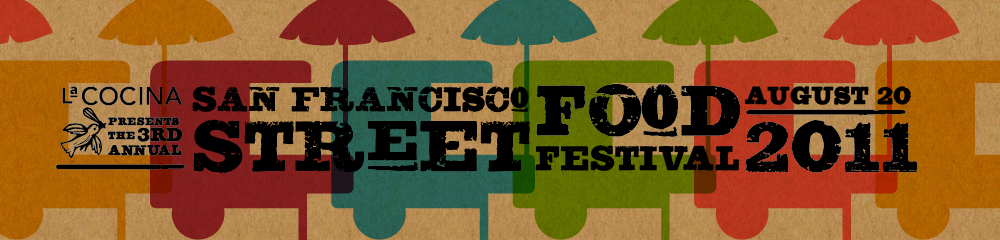 Lª COCINA
PRESENTS
THE 3RD
ANNUAL
SAN FRANCISCO
STREET
FOOD
FESTIVAL
AUGUST 20
2011